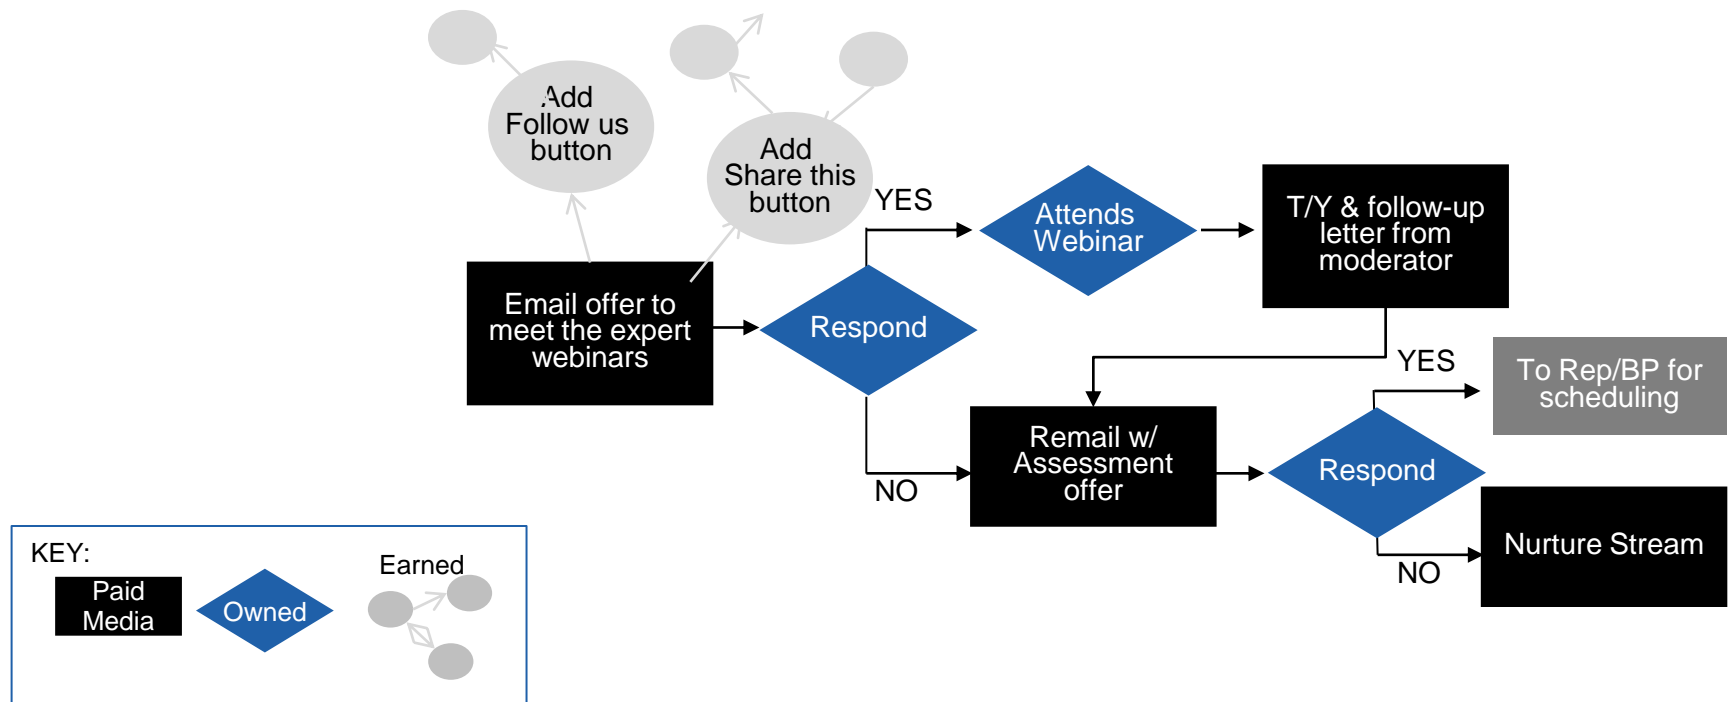 Add
Follow us
button
Add
Share this
button
YES
Attends
Webinar
T/Y & follow-up
letter from
moderator
Email offer to
meet the expert
webinars
Respond
NO
Remail w/
Assessment
offer
YES
To Rep/BP for
scheduling
Respond
NO
Nurture Stream
KEY:
Paid
Media
Owned
Earned